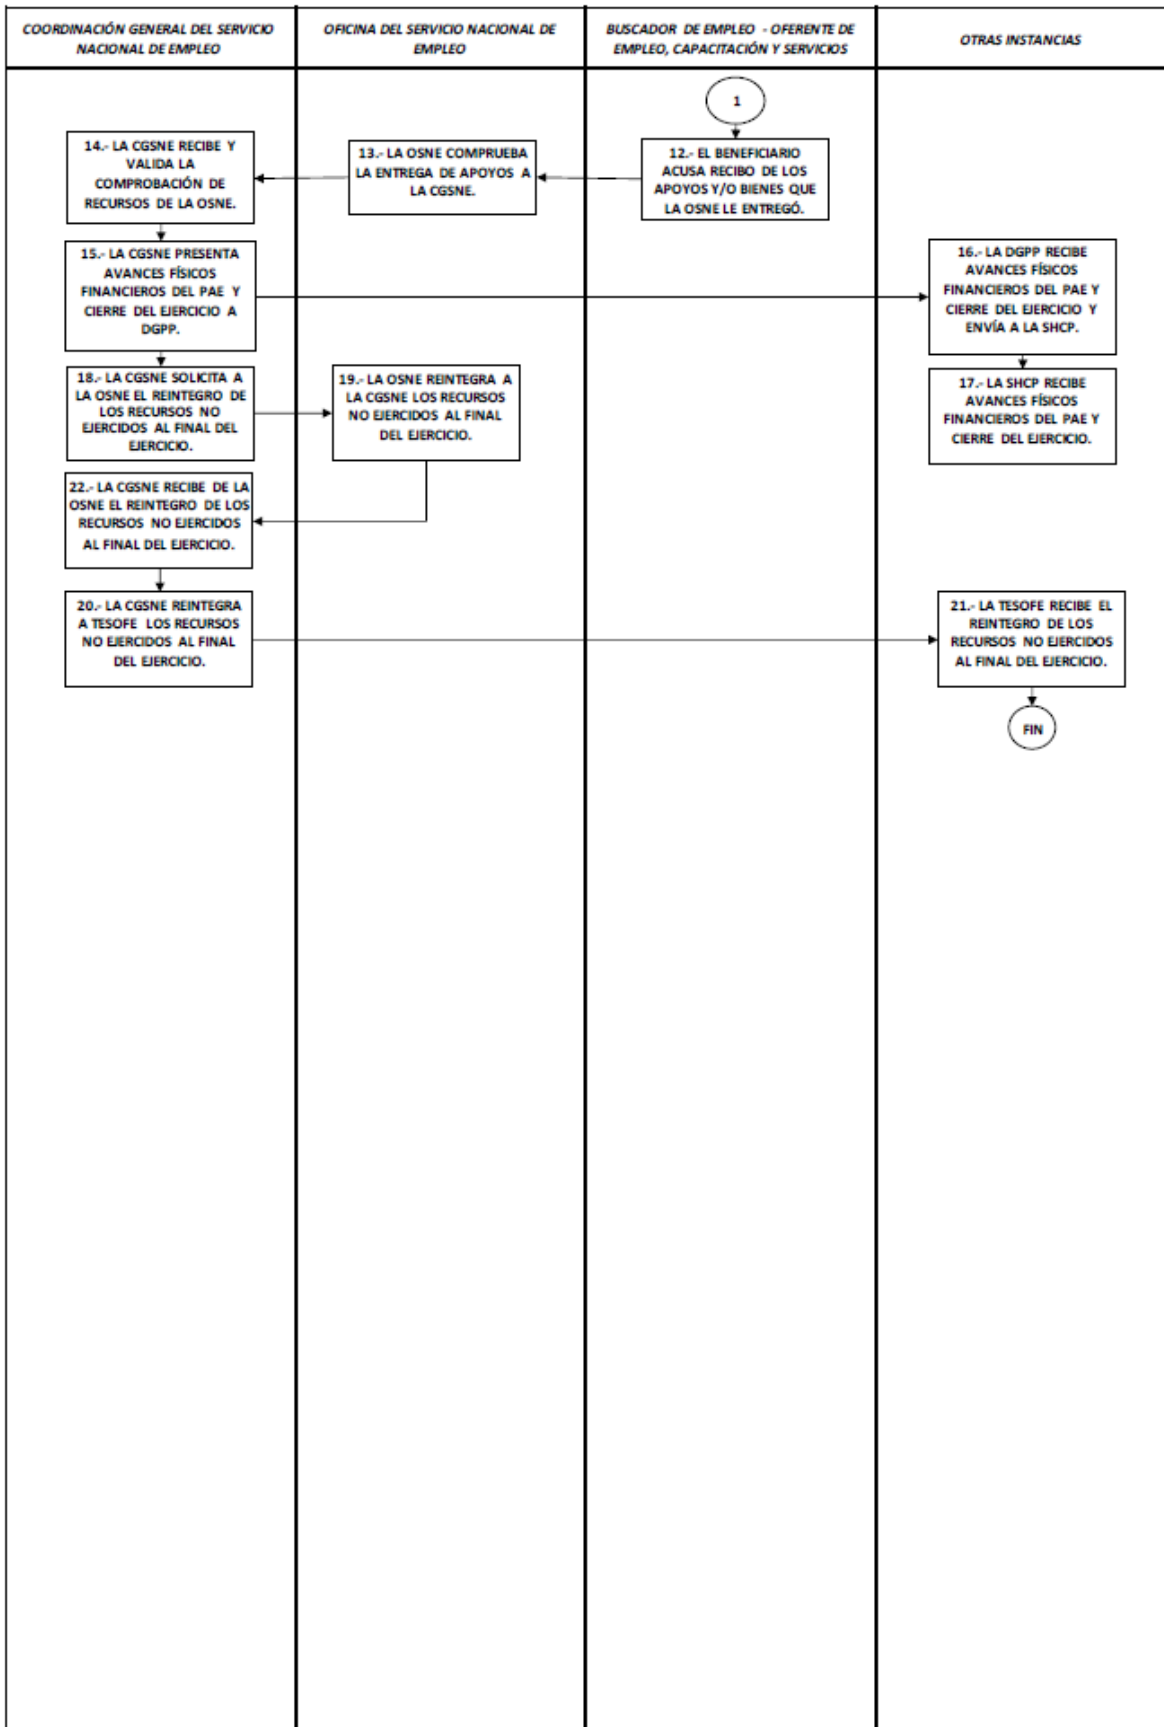 COORDINACIÓN GENERAL DEL SERVICIO
NACIONAL DE EMPLEO
OFICINA DEL SERVICIO NACIONAL DE
EMPLEO
BUSCADOR DE EMPLEO - OFERENTE DE
EMPLEO, CAPACITACIÓN Y SERVICIOS
OTRAS INSTANCIAS
1
12.- EL BENEFICIARIO
ACUSA RECIBO DE LOS
APOYOS Y/O BIENES QUE
LA OSNE LE ENTREGÓ.
13.- LA OSNE COMPRUEBA
LA ENTREGA DE APOYOS A
LA CGSNE.
14.- LA CGSNE RECIBE Y
VALIDA LA
COMPROBACIÓN DE
RECURSOS DE LA OSNE.
15.- LA CGSNE PRESENTA
AVANCES FÍSICOS
FINANCIEROS DEL PAE Y
CIERRE DEL EJERCICIO A
DGPP.
16.- LA DGPP RECIBE
AVANCES FÍSICOS
FINANCIEROS DEL PAE Y
CIERRE DEL EJERCICIO Y
ENVÍA A LA SHCP.
17.- LA SHCP RECIBE
AVANCES FÍSICOS
FINANCIEROS DEL PAE Y
CIERRE DEL EJERCICIO.
18.- LA CGSNE SOLICITA A
LA OSNE EL REINTEGRO DE
LOS RECURSOS NO
EJERCIDOS AL FINAL DEL
EJERCICIO.
19.- LA OSNE REINTEGRA A
LA CGSNE LOS RECURSOS
NO EJERCIDOS AL FINAL
DEL EJERCICIO.
22.- LA CGSNE RECIBE DE LA
OSNE EL REINTEGRO DE LOS
RECURSOS NO EJERCIDOS
AL FINAL DEL EJERCICIO.
20.- LA CGSNE REINTEGRA
A TESOFE LOS RECURSOS
NO EJERCIDOS AL FINAL
DEL EJERCICIO.
21.- LA TESOFE RECIBE EL
REINTEGRO DE LOS
RECURSOS NO EJERCIDOS
AL FINAL DEL EJERCICIO.
FIN